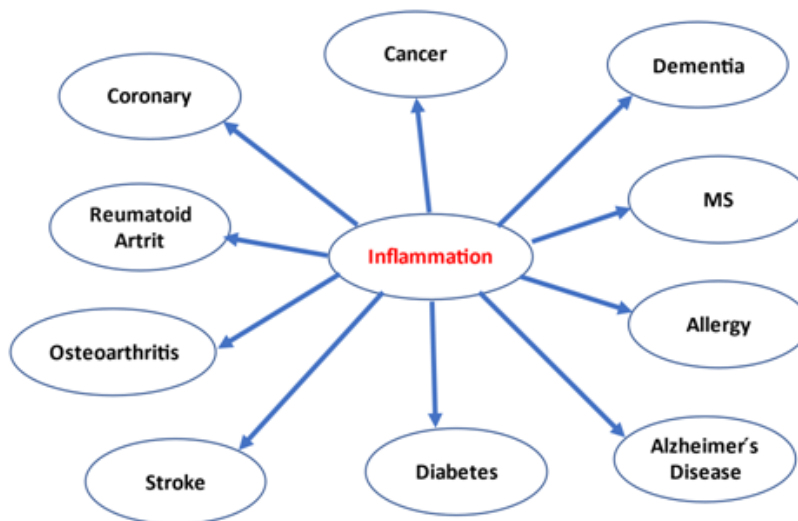 Cancer
Dementia
Coronary
MS
Reumatoid
Artrit
Inflammation
Allergy
Osteoarthritis
Alzheimer´s
Disease
Stroke
Diabetes